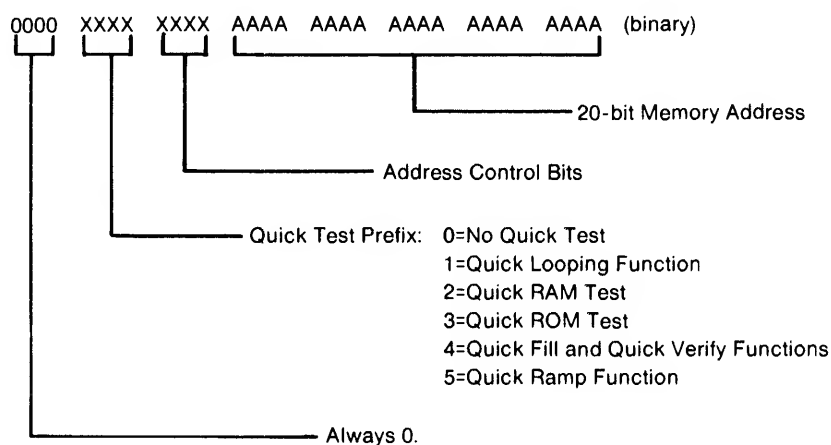 0000 XXXX XXXX AAAA AAAA AAAA AAAA AAAA (binary)
20-bit Memory Address
Address Control Bits
Quick Test Prefix: 0=No Quick Test
1=Quick Looping Function
2=Quick RAM Test
3=Quick ROM Test
4=Quick Fill and Quick Verify Functions
5=Quick Ramp Function
Always 0.